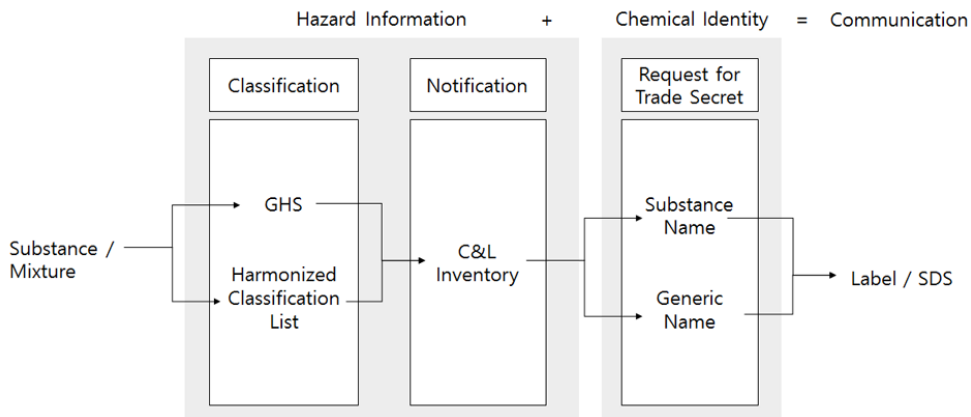 Hazard Information + Chemical Identity = Communication
Classification
Notification
Request for
Trade Secret
Substance /
Mixture
GHS
Harmonized
Classification
List
C&L
Inventory
Substance
Name
Generic
Name
Label / SDS